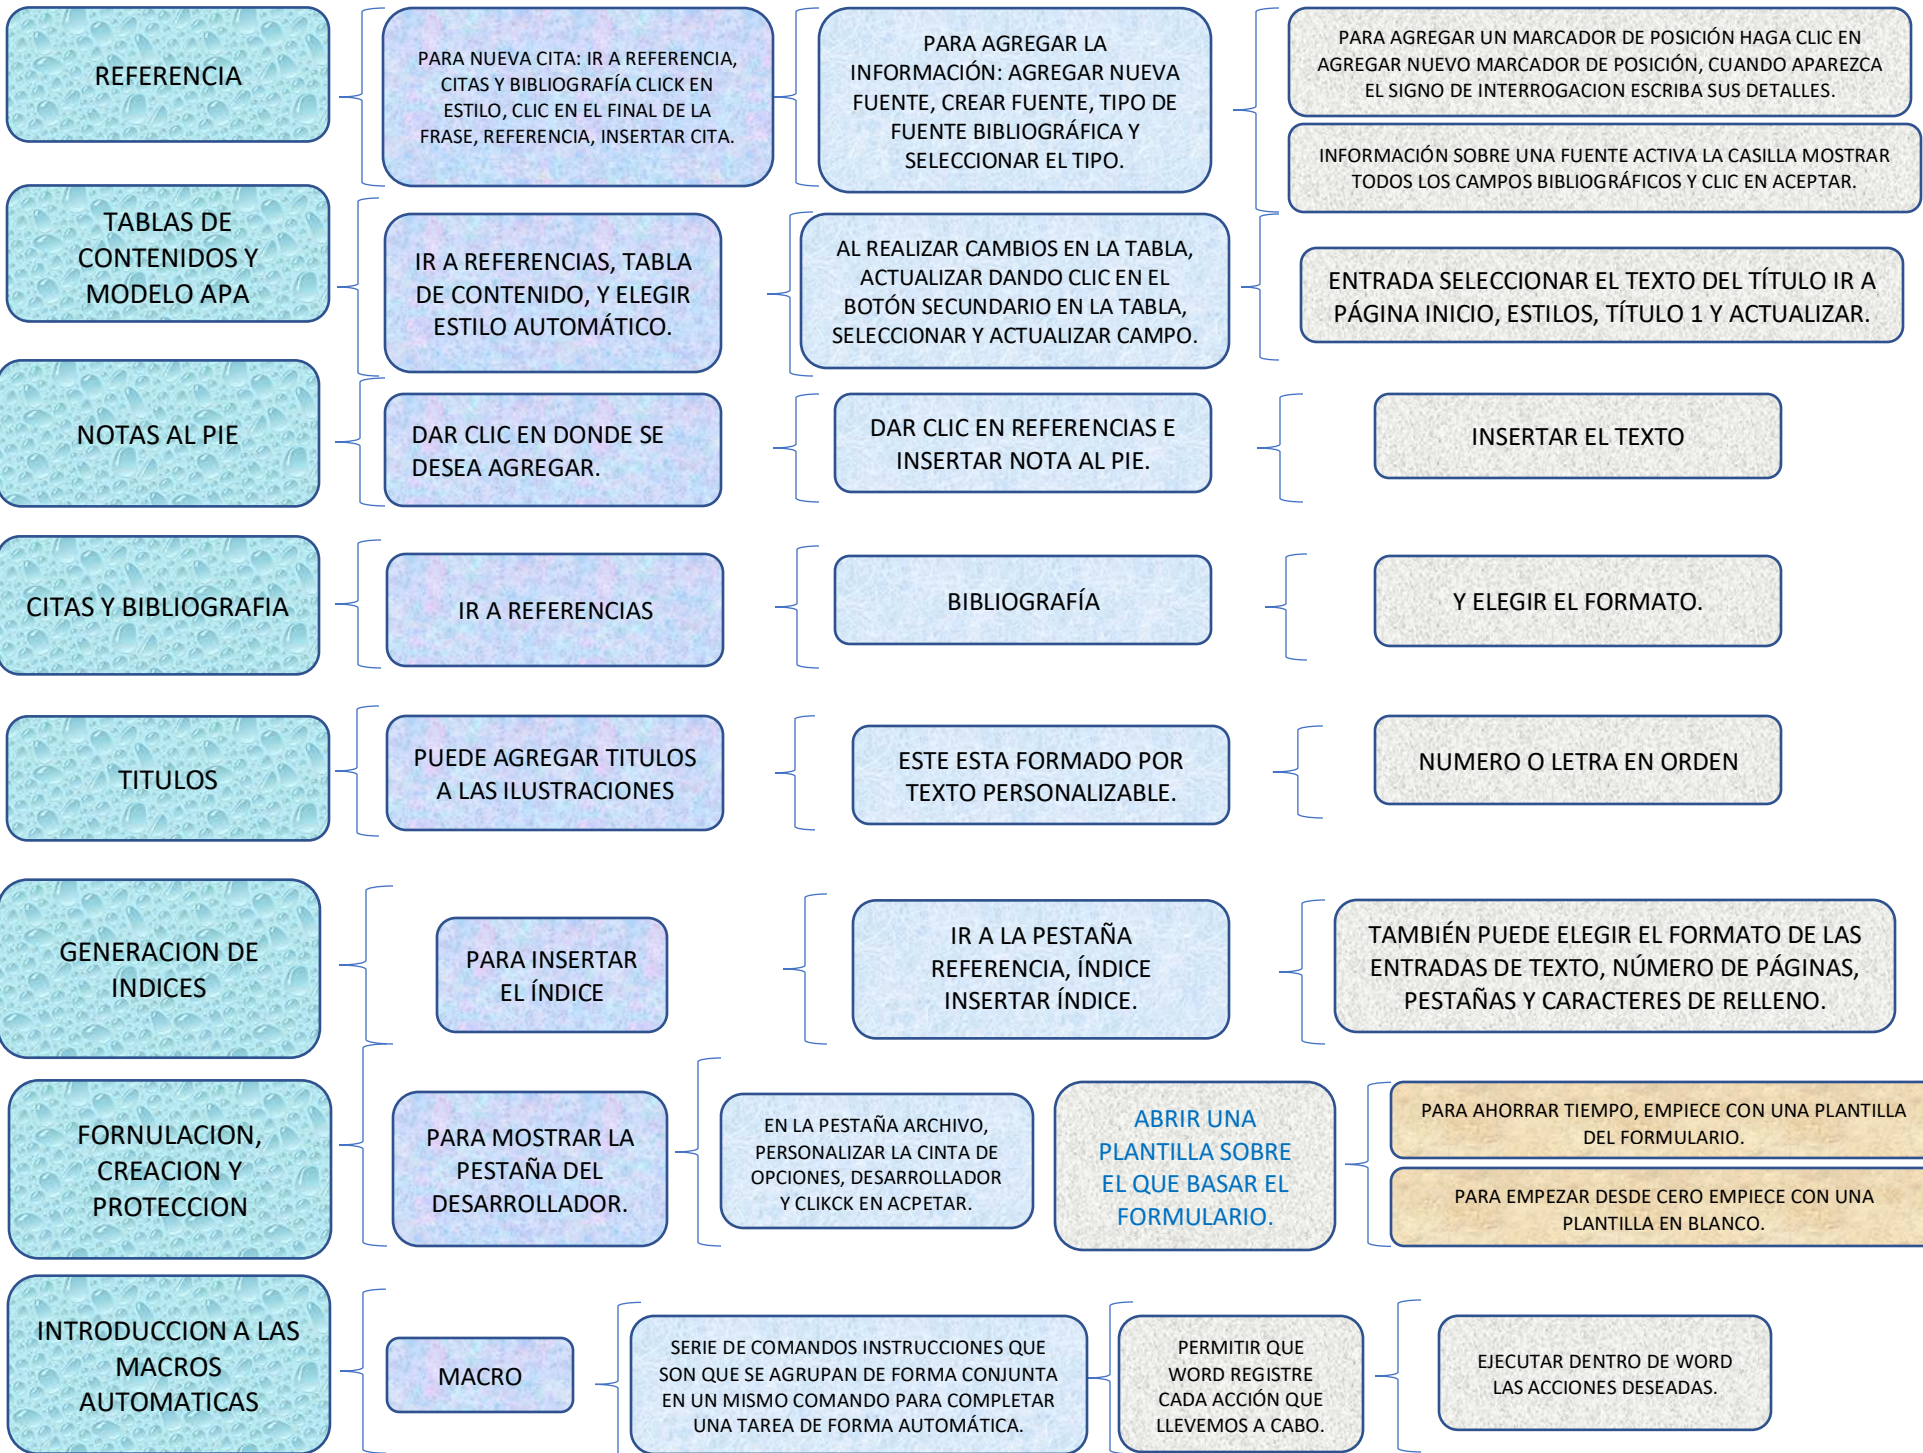 REFERENCIA
PARA NUEVA CITA: IR A REFERENCIA,
CITAS Y BIBLIOGRAFÍA CLICK EN
ESTILO, CLIC EN EL FINAL DE LA
FRASE, REFERENCIA, INSERTAR CITA.
PARA AGREGAR LA
INFORMACIÓN: AGREGAR NUEVA
FUENTE, CREAR FUENTE, TIPO DE
FUENTE BIBLIOGRÁFICA Y
SELECCIONAR EL TIPO.
PARA AGREGAR UN MARCADOR DE POSICIÓN HAGA CLIC EN
AGREGAR NUEVO MARCADOR DE POSICIÓN, CUANDO APAREZCA
EL SIGNO DE INTERROGACION ESCRIBA SUS DETALLES.
INFORMACIÓN SOBRE UNA FUENTE ACTIVA LA CASILLA MOSTRAR
TODOS LOS CAMPOS BIBLIOGRÁFICOS Y CLIC EN ACEPTAR.
TABLAS DE
CONTENIDOS Y
MODELO APA
IR A REFERENCIAS, TABLA
DE CONTENIDO, Y ELEGIR
ESTILO AUTOMÁTICO.
AL REALIZAR CAMBIOS EN LA TABLA,
ACTUALIZAR DANDO CLIC EN EL
BOTÓN SECUNDARIO EN LA TABLA,
SELECCIONAR Y ACTUALIZAR CAMPO.
ENTRADA SELECCIONAR EL TEXTO DEL TÍTULO IR A
PÁGINA INICIO, ESTILOS, TÍTULO 1 Y ACTUALIZAR.
NOTAS AL PIE
DAR CLIC EN DONDE SE
DESEA AGREGAR.
DAR CLIC EN REFERENCIAS E
INSERTAR NOTA AL PIE.
INSERTAR EL TEXTO
CITAS Y BIBLIOGRAFIA
IR A REFERENCIAS
BIBLIOGRAFÍA
Y ELEGIR EL FORMATO.
TITULOS
PUEDE AGREGAR TITULOS
A LAS ILUSTRACIONES
ESTE ESTA FORMADO POR
TEXTO PERSONALIZABLE.
NUMERO O LETRA EN ORDEN
GENERACION DE
INDICES
PARA INSERTAR
EL ÍNDICE
IR A LA PESTAÑA
REFERENCIA, ÍNDICE
INSERTAR ÍNDICE.
TAMBIÉN PUEDE ELEGIR EL FORMATO DE LAS
ENTRADAS DE TEXTO, NÚMERO DE PÁGINAS,
PESTAÑAS Y CARACTERES DE RELLENO.
FORNULACION,
CREACION Y
PROTECCION
PARA MOSTRAR LA
PESTAÑA DEL
DESARROLLADOR.
EN LA PESTAÑA ARCHIVO,
PERSONALIZAR LA CINTA DE
OPCIONES, DESARROLLADOR
Y CLIKCK EN ACPETAR.
ABRIR UNA
PLANTILLA SOBRE
EL QUE BASAR EL
FORMULARIO.
PARA AHORRAR TIEMPO, EMPIECE CON UNA PLANTILLA
DEL FORMULARIO.
PARA EMPEZAR DESDE CERO EMPIECE CON UNA
PLANTILLA EN BLANCO.
INTRODUCCION A LAS
MACROS
AUTOMATICAS
MACRO
SERIE DE COMANDOS INSTRUCCIONES QUE
SON QUE SE AGRUPAN DE FORMA CONJUNTA
EN UN MISMO COMANDO PARA COMPLETAR
UNA TAREA DE FORMA AUTOMÁTICA.
PERMITIR QUE
WORD REGISTRE
CADA ACCIÓN QUE
LLEVEMOS A CABO.
EJECUTAR DENTRO DE WORD
LAS ACCIONES DESEADAS.